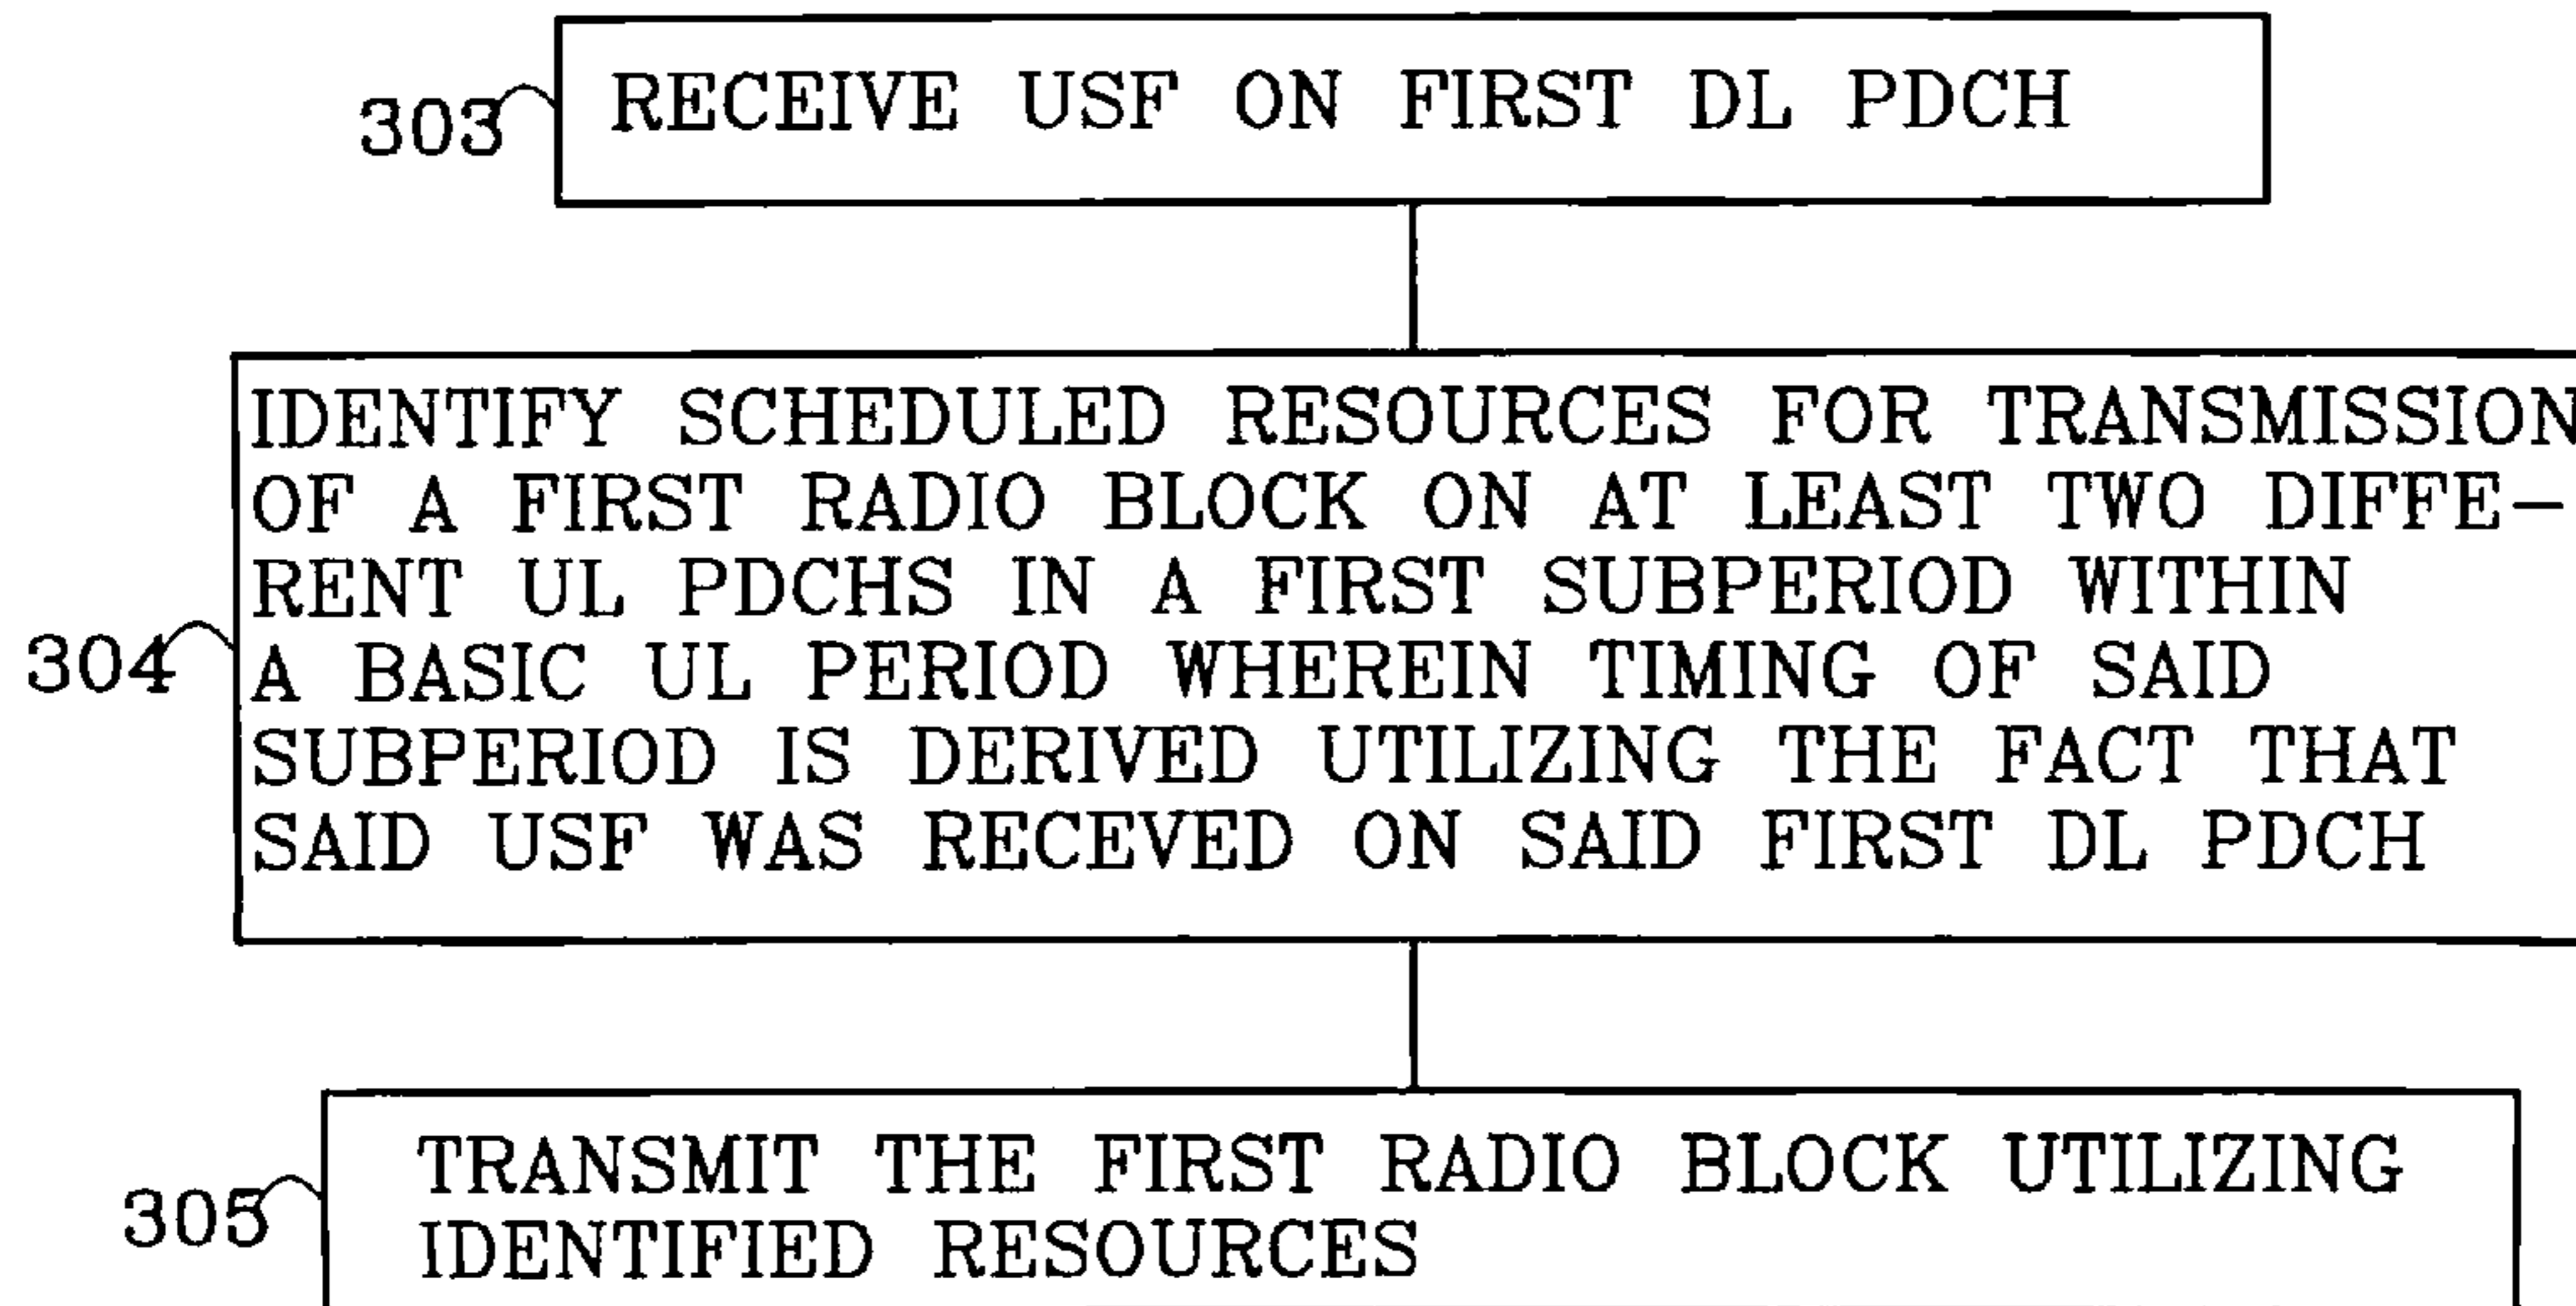 303 RECEIVE USF ON FIRST DL PDCH
IDENTIFY SCHEDULED RESOURCES FOR TRANSMISSION
OF A FIRST RADIO BLOCK ON AT LEAST TWO DIFFE-
RENT UL PDCHS IN A FIRST SUBPERIOD WITHIN
304 A BASIC UL PERIOD WHEREIN TIMING OF SAID
SUBPERIOD IS DERIVED UTILIZING THE FACT THAT
SAID USF WAS RECEVED ON SAID FIRST DL PDCH
305 TRANSMIT THE FIRST RADIO BLOCK UTILIZING
IDENTIFIED RESOURCES